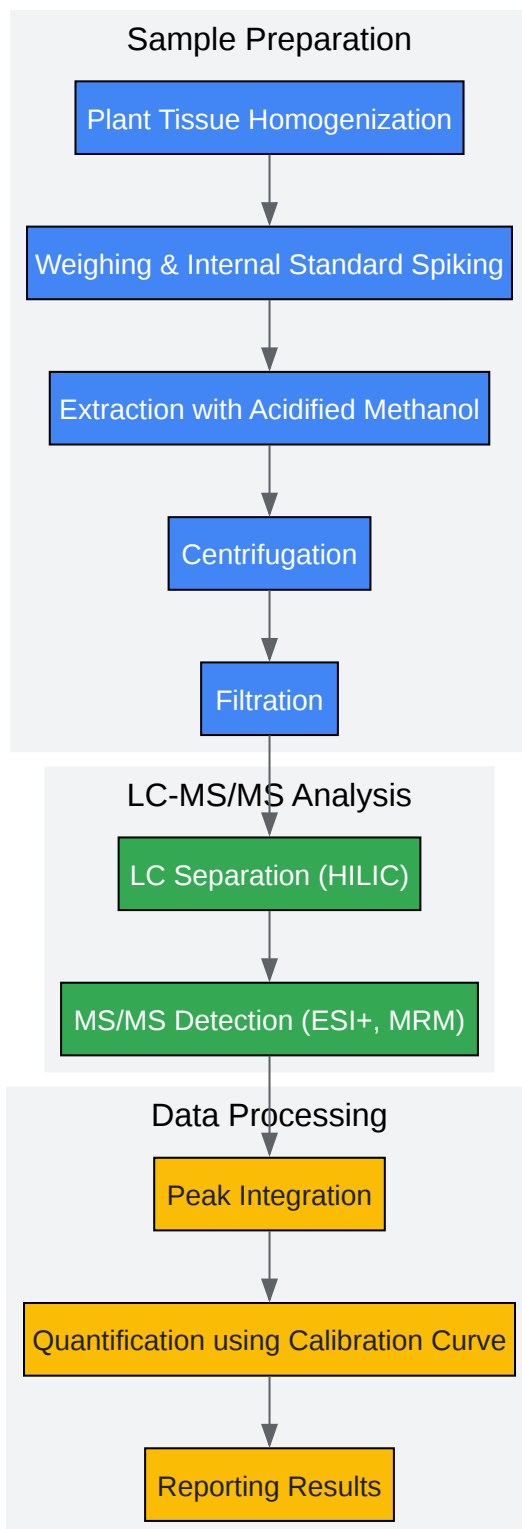 Sample Preparation
Plant Tissue Homogenization
Weighing & Internal Standard Spiking
Extraction with Acidified Methanol
Centrifugation
Filtration
LC-MS/MS Analysis
LC Separation (HILIC)
MS/MS Detection (ESI+, MRM)
Data Processing
Peak Integration
Quantification using Calibration Curve
Reporting Results